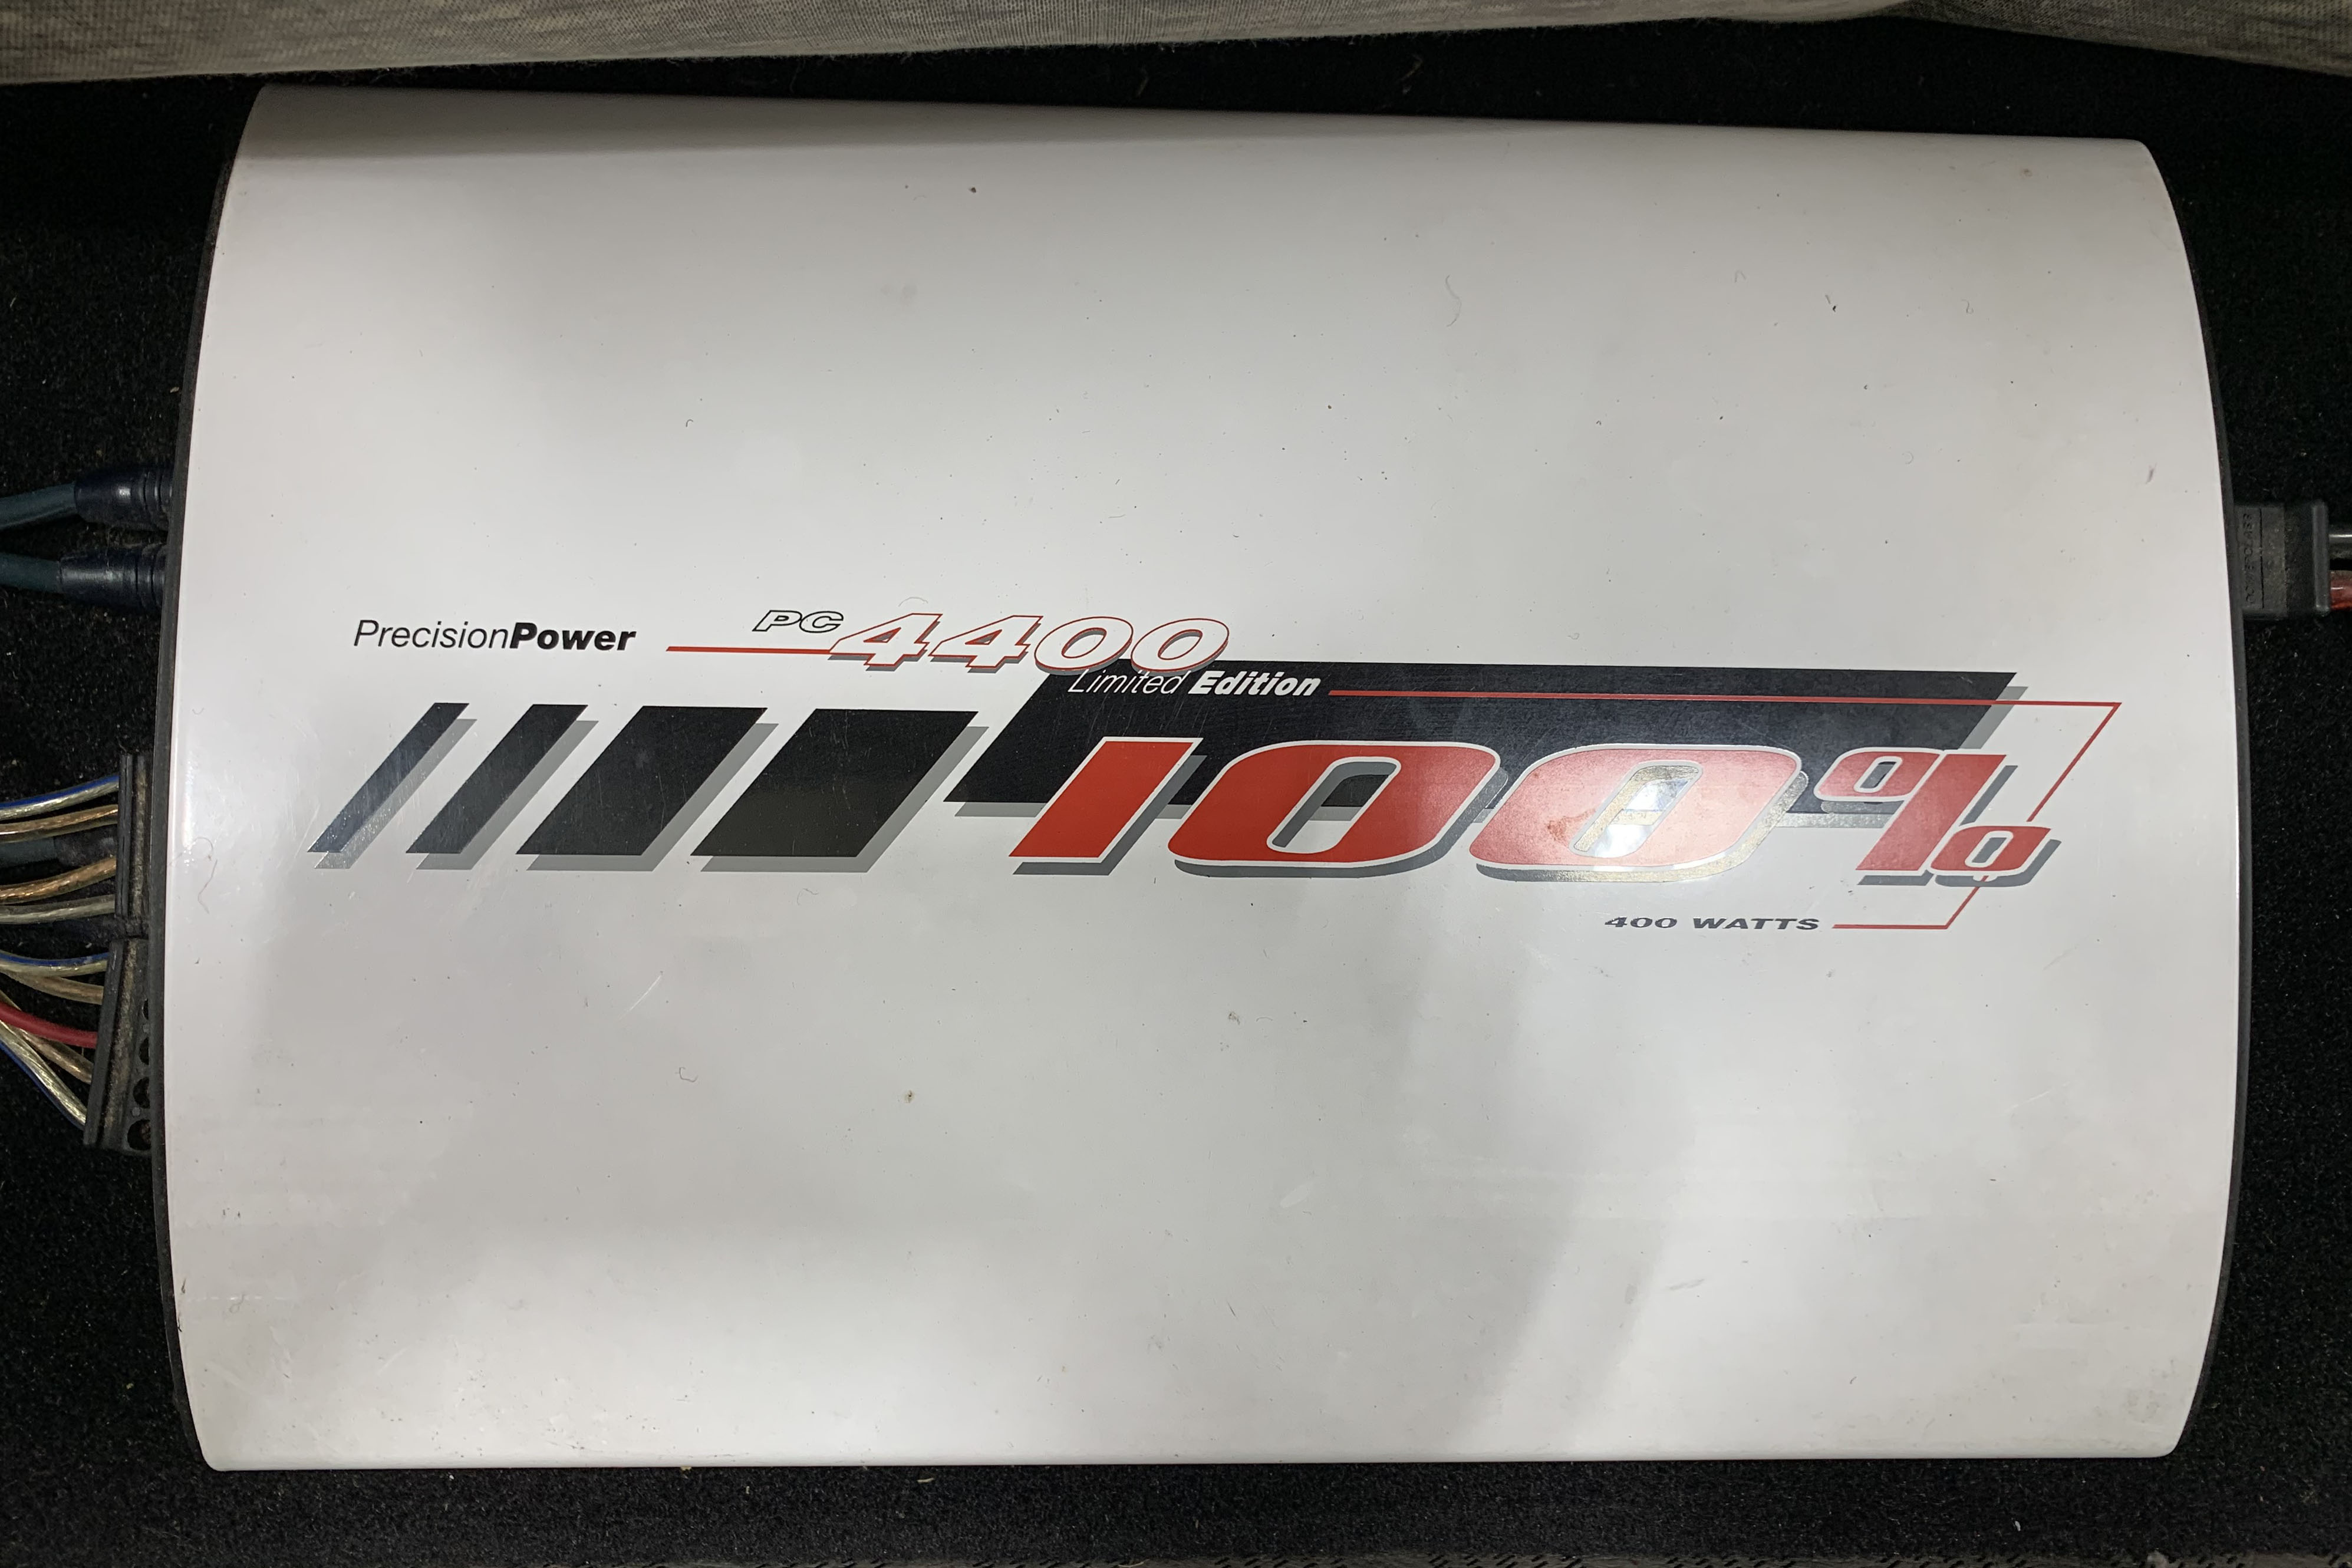 PrecisionPower
PC 4400
Limited Edition
100%
400 WATTS